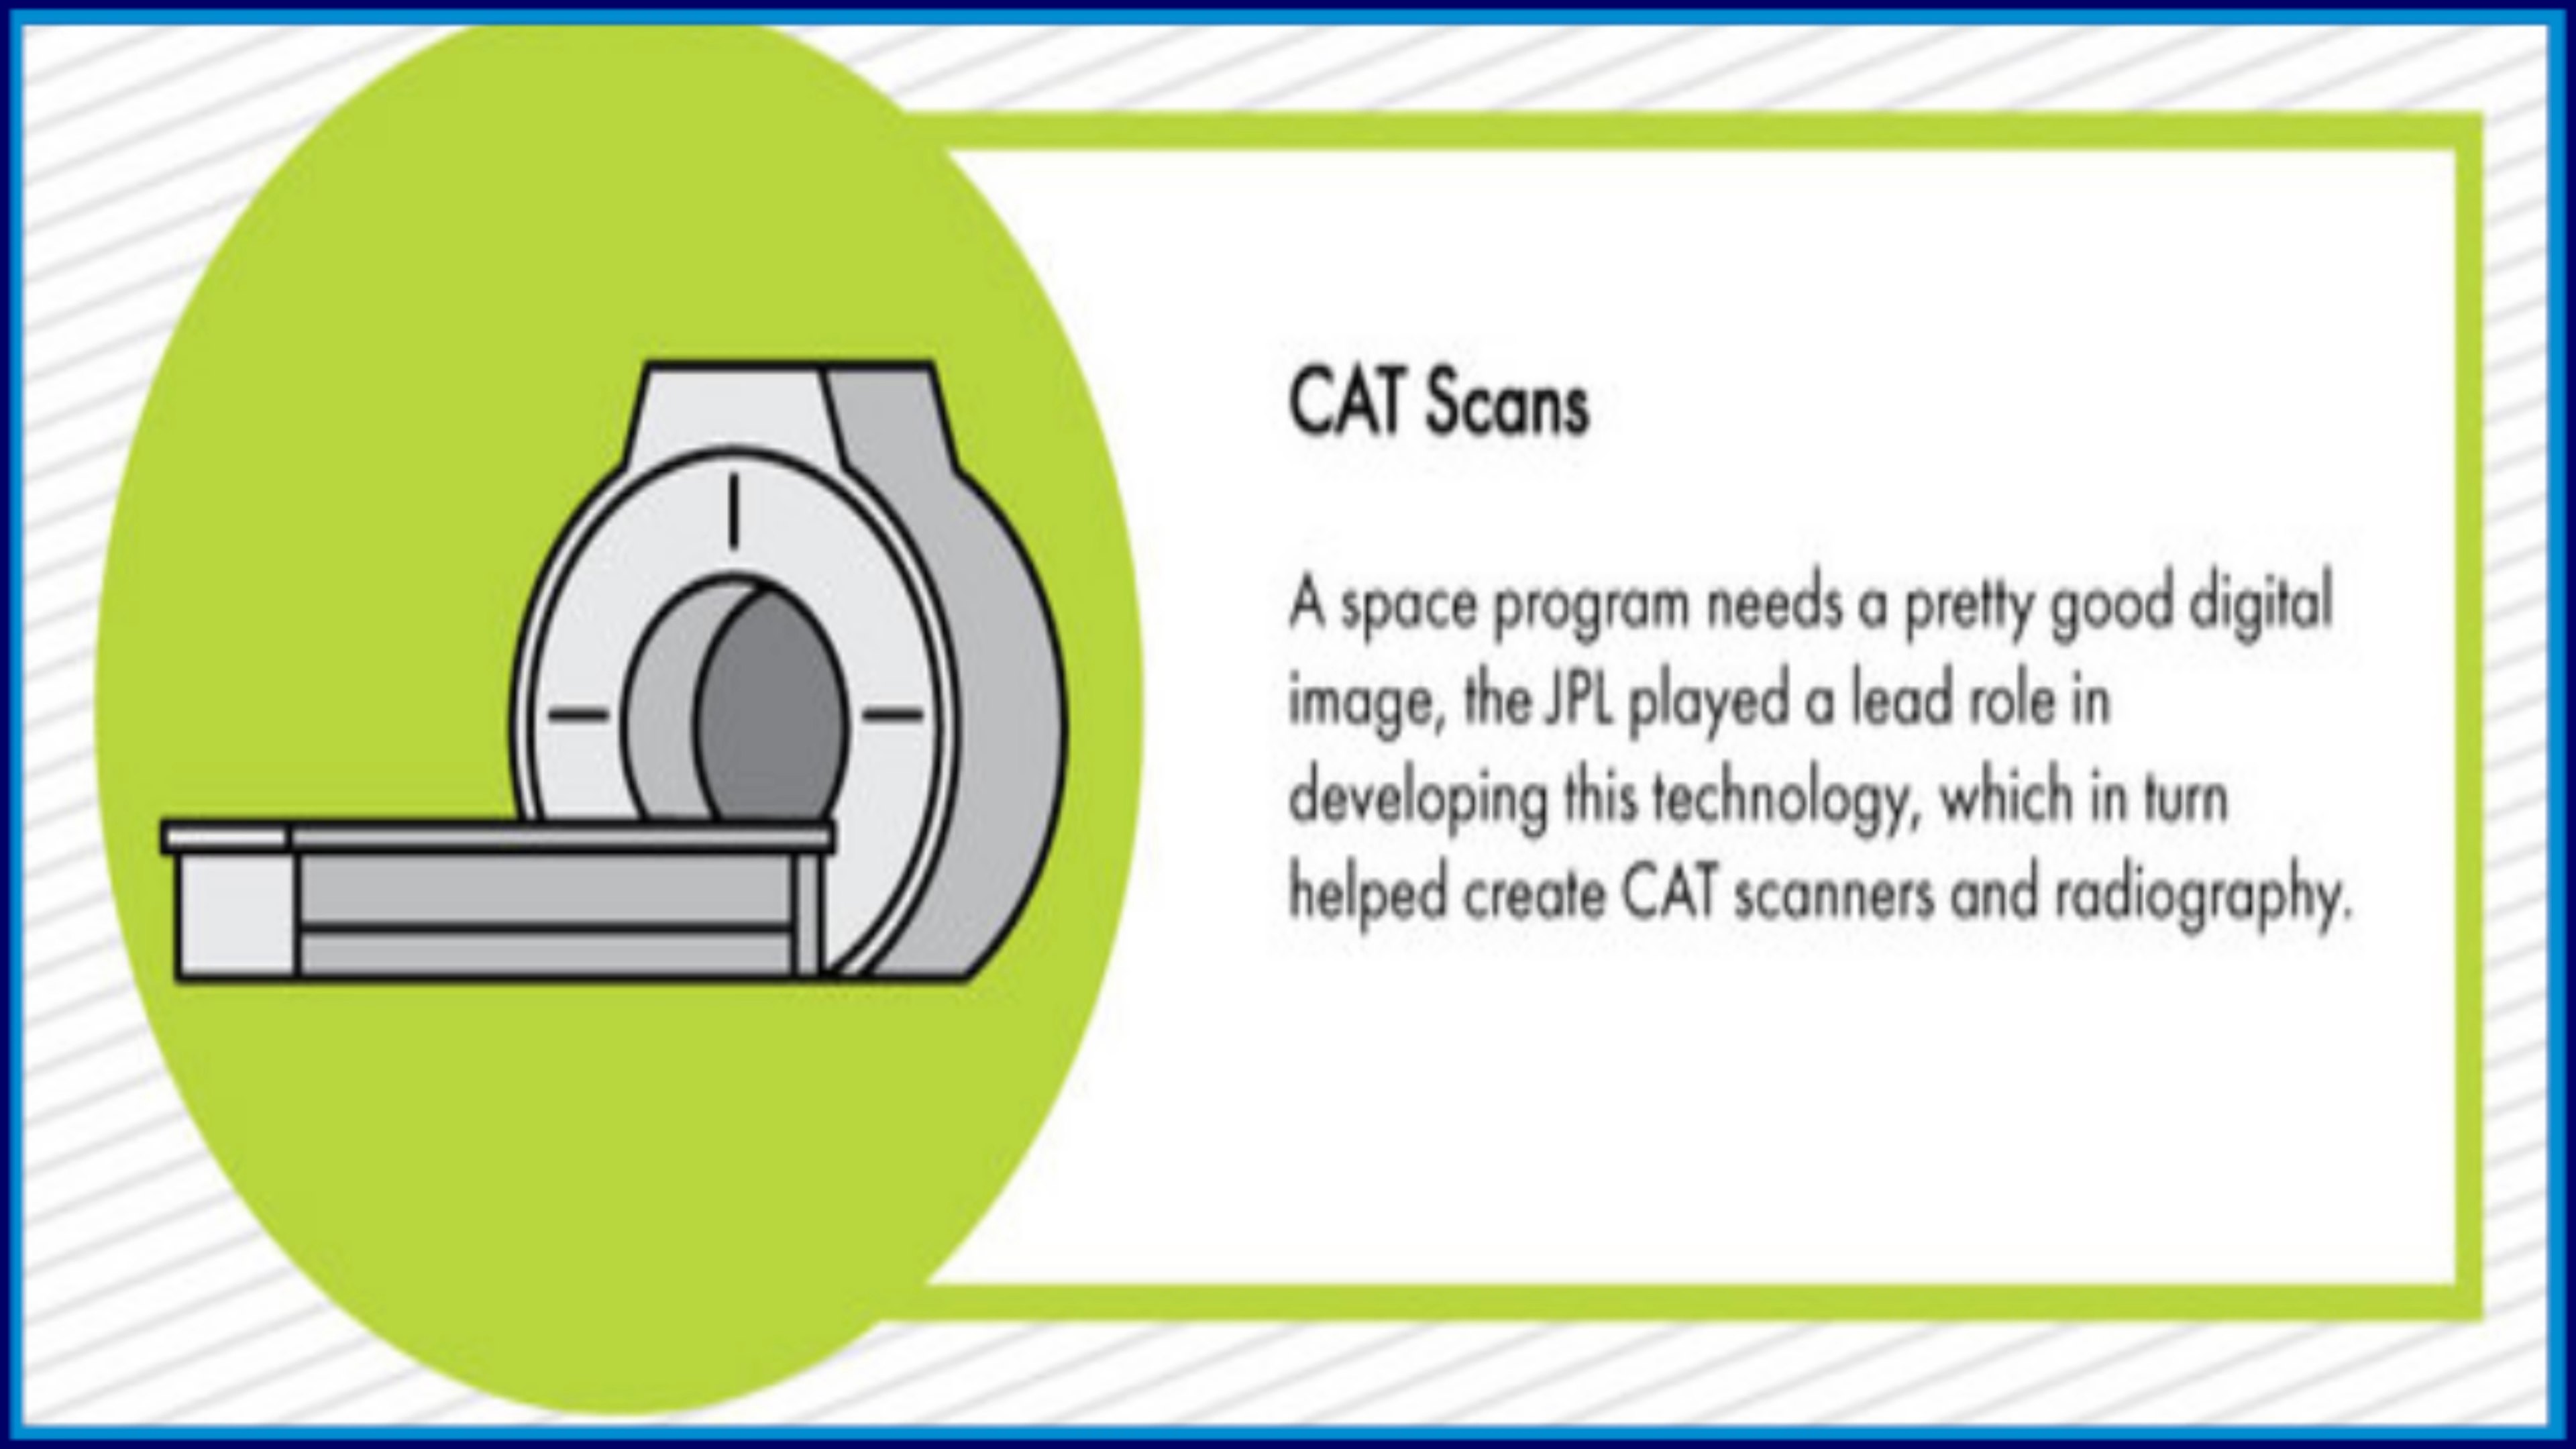 CAT Scans
A space program needs a pretty good digital
image, the JPL played a lead role in
developing this technology, which in turn
helped create CAT scanners and radiography.